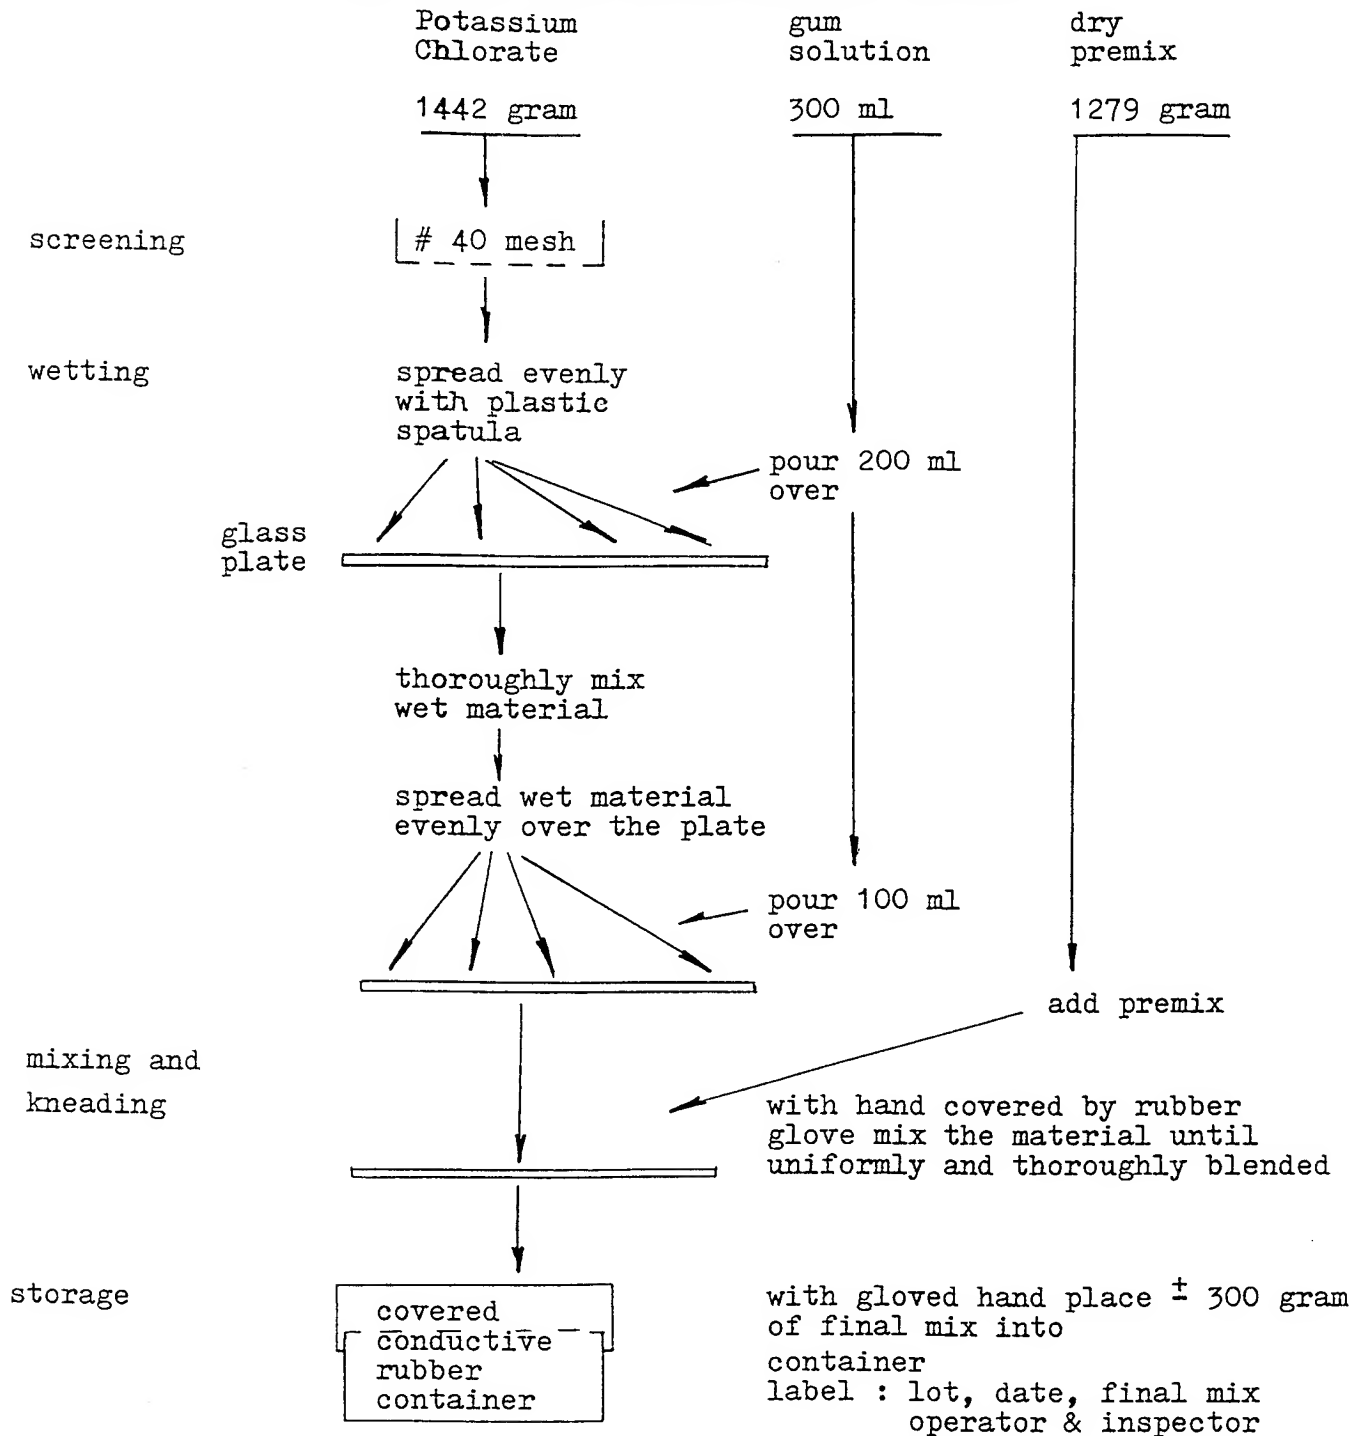 Potassium
Chlorate
gum
solution
dry
premix
1442 gram
300 ml
1279 gram
screening
# 40 mesh
wetting
spread evenly
with plastic
spatula
pour 200 ml
over
glass
plate
thoroughly mix
wet material
spread wet material
evenly over the plate
pour 100 ml
over
add premix
mixing and
kneading
with hand covered by rubber
glove mix the material until
uniformly and thoroughly blended
storage
covered
conductive
rubber
container
with gloved hand place ± 300 gram
of final mix into
container
label : lot, date, final mix
operator & inspector